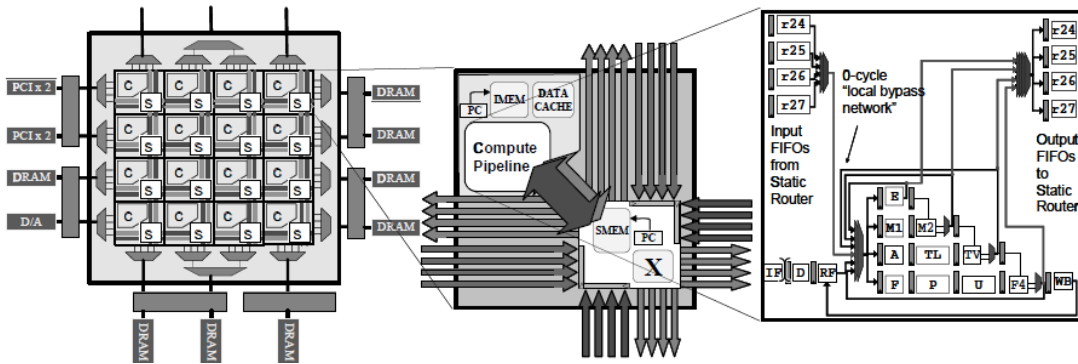 PCI x 2
PCI x 2
DRAM
D/A
C C C C
S S S S
C C C C
S S S S
C C C C
S S S S
C C C C
S S S S
DRAM
DRAM
DRAM
DRAM
DRAM
DRAM
DRAM
PC
IMEM
DATA
CACHE
Compute
Pipeline
SMEM
PC
X
r24
r25
r26
r27
Input
FIFOs
from
Static
Router
0-cycle
"local bypass
network"
r24
r25
r26
r27
Output
FIFOs
to
Static
Router
E
M1 M2
A TL TV
IF D RF F P U F4 WB